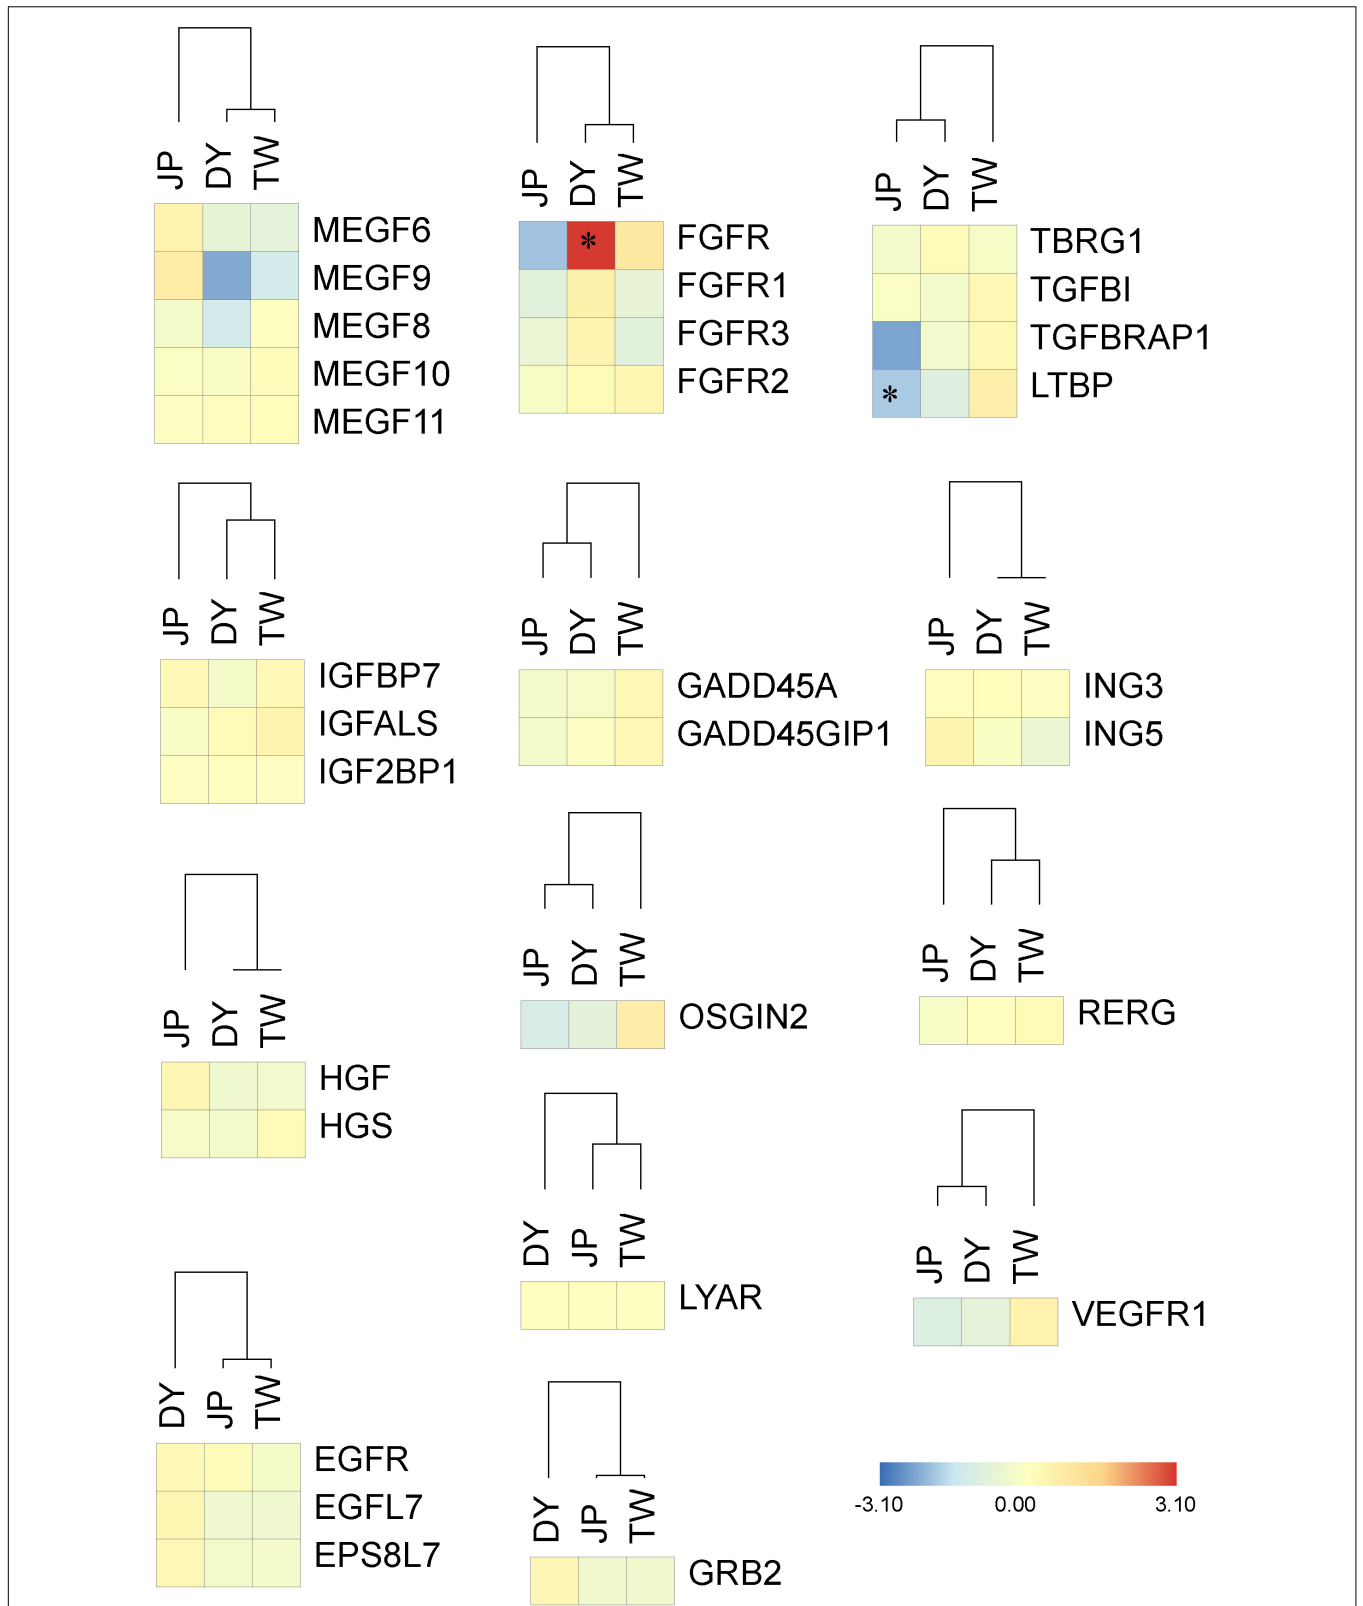 JP DY TW
MEGF6
MEGF9
MEGF8
MEGF10
MEGF11
JP DY TW
*
FGFR
FGFR1
FGFR3
FGFR2
JP DY TW
TBRG1
TGFBI
TGFBRAP1
*
LTBP
JP DY TW
IGFBP7
IGFALS
IGF2BP1
JP DY TW
GADD45A
GADD45GIP1
JP DY TW
ING3
ING5
JP DY TW
HGF
HGS
JP DY TW
OSGIN2
JP DY TW
RERG
DY JP TW
LYAR
JP DY TW
VEGFR1
DY JP TW
EGFR
EGFL7
EPS8L7
DY JP TW
GRB2
-3.10 0.00 3.10